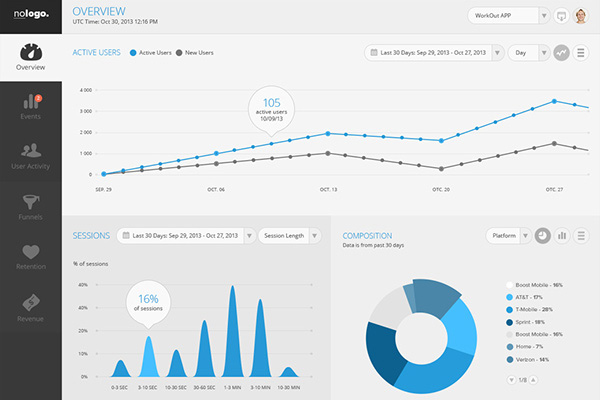 nologo.
OVERVIEW
UTC Time: Oct 30, 2013 12:16 PM
WorkOut APP
Overview
Events
User Activity
Funnels
Retention
Revenue
ACTIVE USERS
Active Users
New Users
Last 30 Days: Sep 29, 2013 - Oct 27, 2013
Day
4 000
3 000
2 000
1 000
0
105
active users
10/09/13
SEP. 29
OCT. 06
OTC. 13
OTC. 20
OTC. 27
SESSIONS
Last 30 Days: Sep 29, 2013 - Oct 27, 2013
Session Length
% of sessions
40%
40%
20%
10%
0%
16%
of sessions
0-3 SEC
3-10 SEC
10-30 SEC
30-60 SEC
1-3 MIN
3-10 MIN
10-30 MIN
COMPOSITION
Data is from past 30 days
Platform
Boost Mobile - 16%
AT&T - 17%
T-Mobile - 28%
Sprint - 18%
Boost Mobile - 16%
Home - 7%
Verizon - 14%
1/8